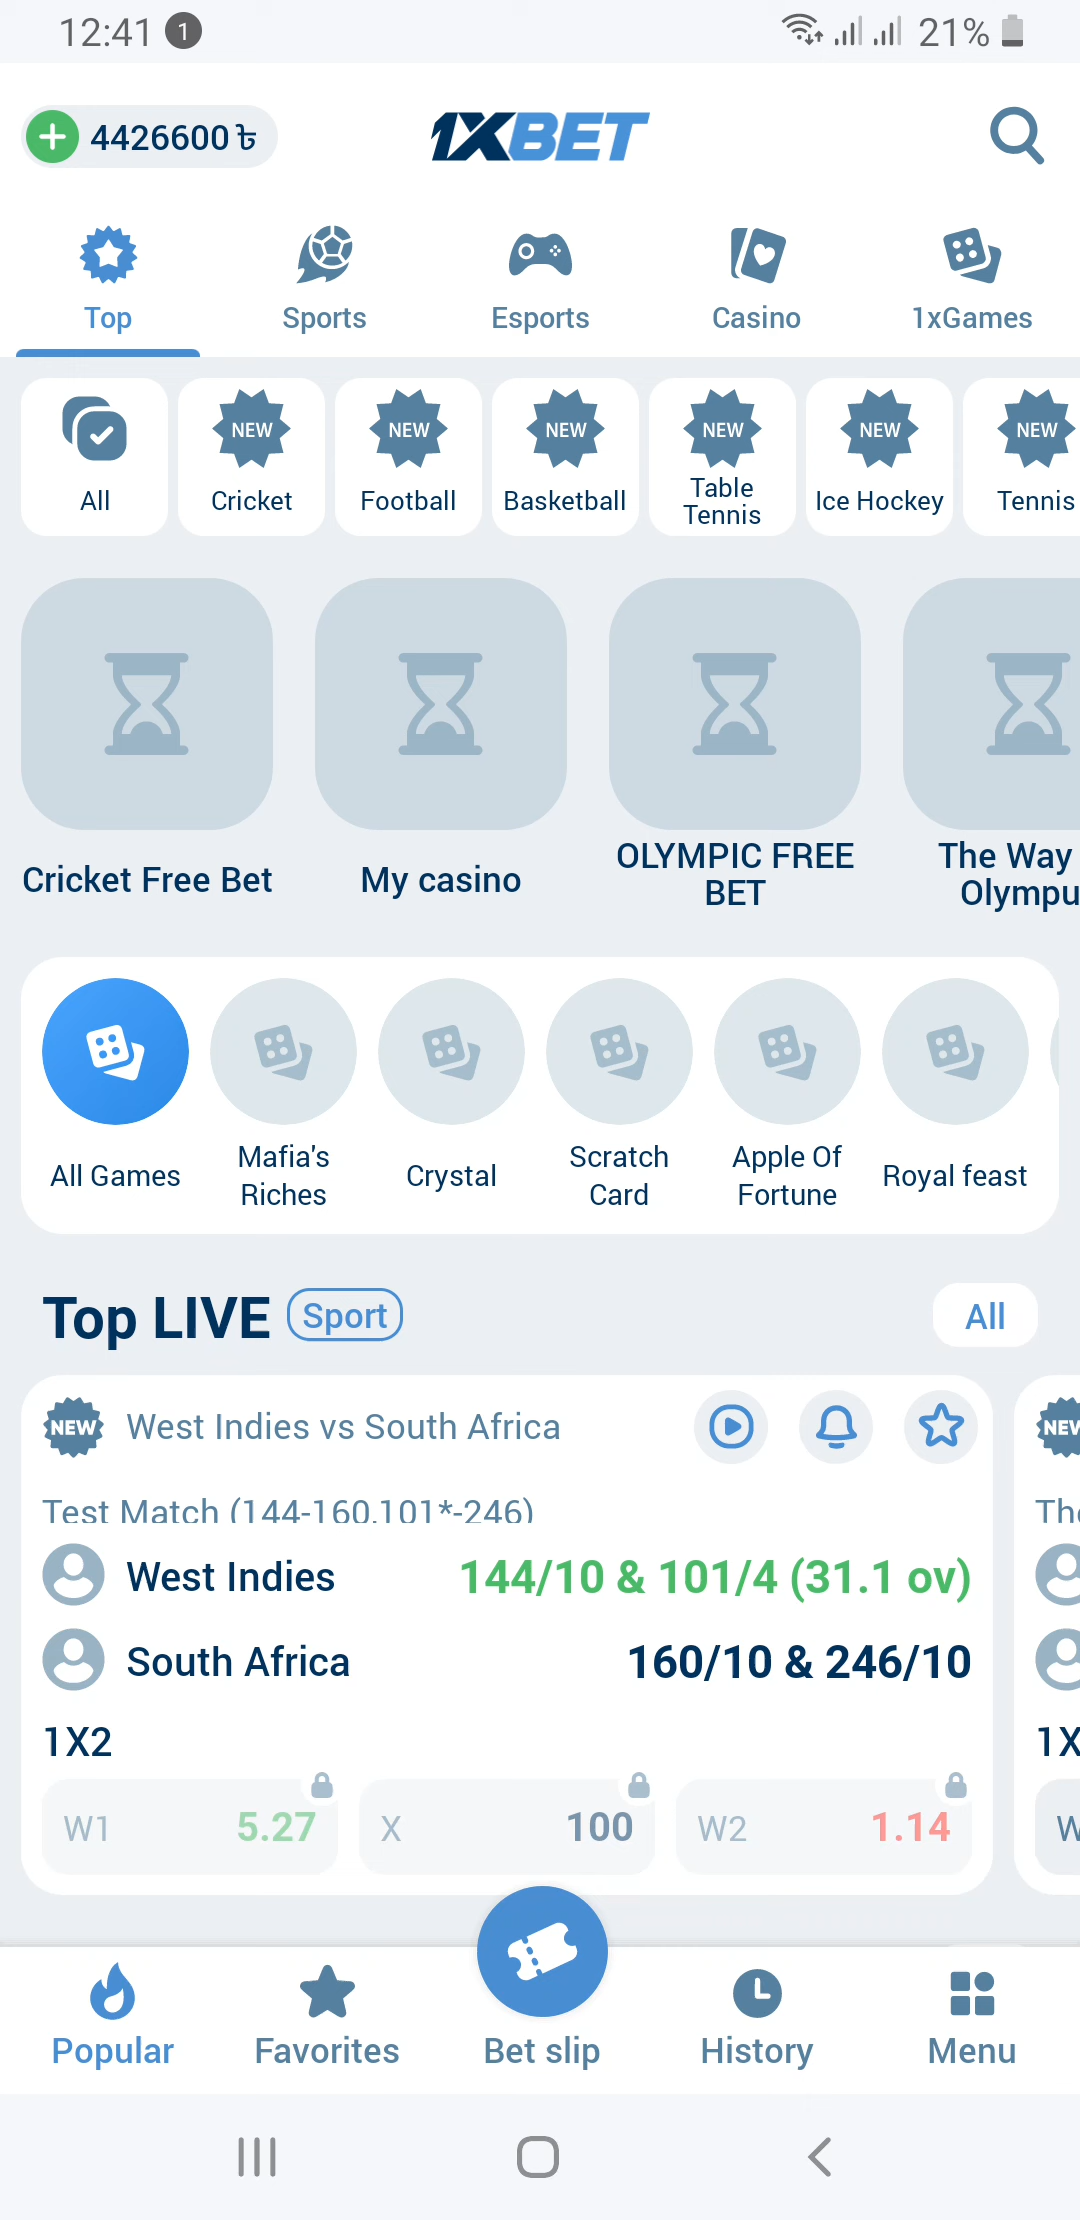 12:41 1 21%
4426600 ৳ 1XBET
Top Sports Esports Casino 1xGames
NEW NEW NEW NEW NEW NEW
All Cricket Football Basketball Table Tennis Ice Hockey Tennis
Cricket Free Bet My casino OLYMPIC FREE BET The Way Olympu
All Games Mafia's Riches Crystal Scratch Card Apple Of Fortune Royal feast
Top LIVE Sport All
NEW West Indies vs South Africa NEW
Test Match (144-160,101*-246) The
West Indies 144/10 & 101/4 (31.1 ov)
South Africa 160/10 & 246/10
1X2 1X
W1 5.27 X 100 W2 1.14 W
Popular Favorites Bet slip History Menu